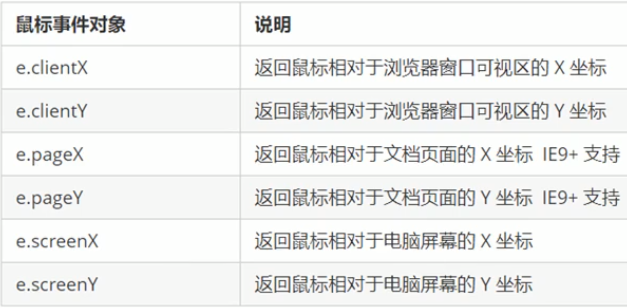 鼠标事件对象 说明
e.clientX 返回鼠标相对于浏览器窗口可视区的 X 坐标
e.clientY 返回鼠标相对于浏览器窗口可视区的 Y 坐标
e.pageX 返回鼠标相对于文档页面的 X 坐标 IE9+ 支持
e.pageY 返回鼠标相对于文档页面的 Y 坐标 IE9+ 支持
e.screenX 返回鼠标相对于电脑屏幕的 X 坐标
e.screenY 返回鼠标相对于电脑屏幕的 Y 坐标